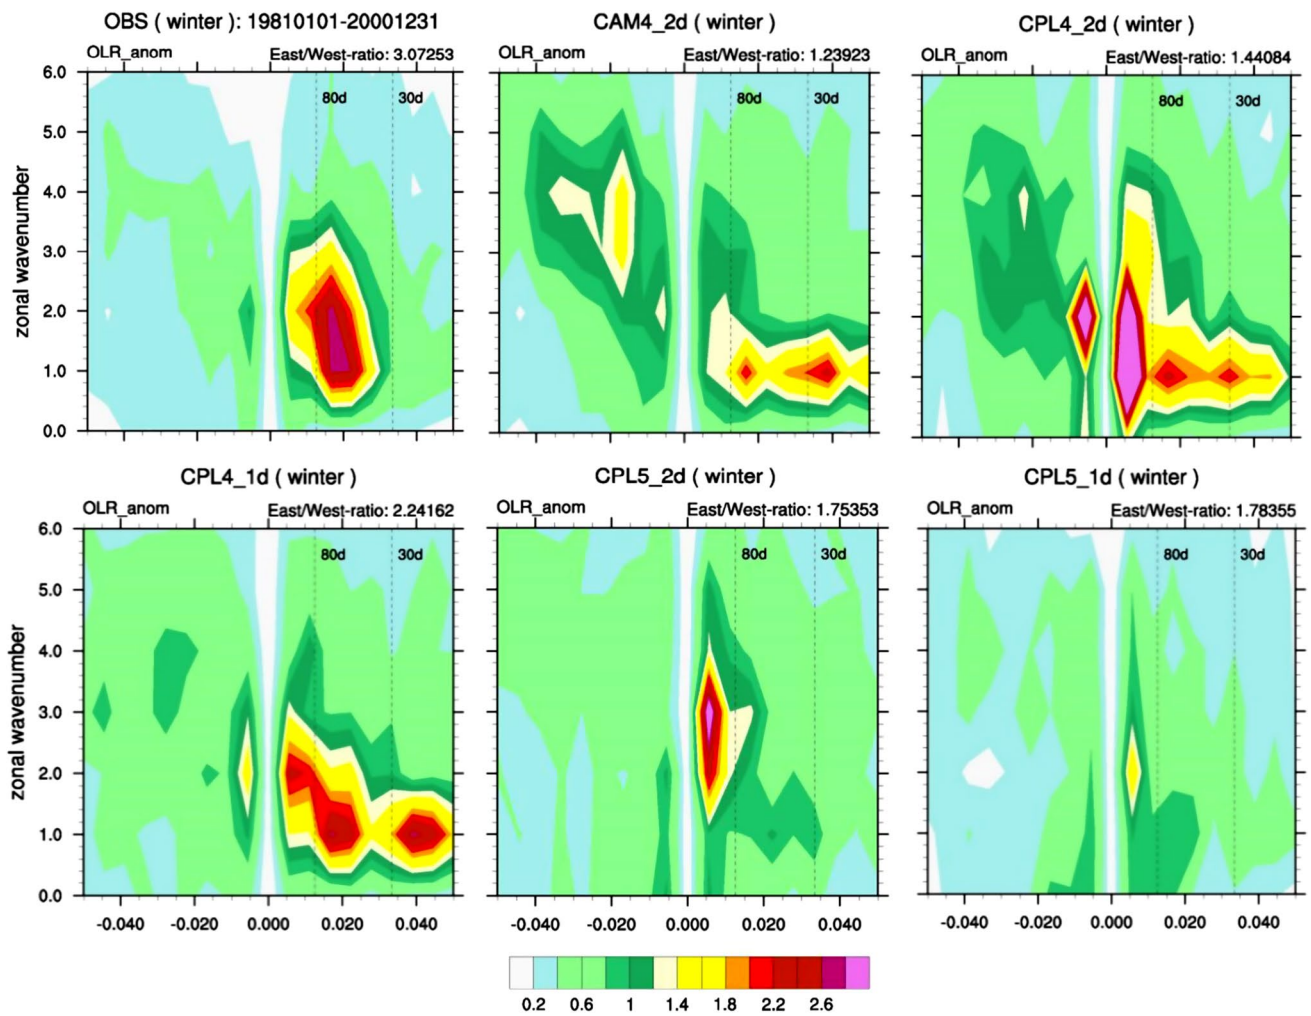 OBS ( winter ): 19810101-20001231
CAM4_2d ( winter )
CPL4_2d ( winter )
OLR_anom East/West-ratio: 3.07253
OLR_anom East/West-ratio: 1.23923
OLR_anom East/West-ratio: 1.44084
80d 30d
80d 30d
80d 30d
zonal wavenumber
6.0
5.0
4.0
3.0
2.0
1.0
0.0
CPL4_1d ( winter )
CPL5_2d ( winter )
CPL5_1d ( winter )
OLR_anom East/West-ratio: 2.24162
OLR_anom East/West-ratio: 1.75353
OLR_anom East/West-ratio: 1.78355
80d 30d
80d 30d
80d 30d
zonal wavenumber
6.0
5.0
4.0
3.0
2.0
1.0
0.0
-0.040 -0.020 0.000 0.020 0.040
-0.040 -0.020 0.000 0.020 0.040
-0.040 -0.020 0.000 0.020 0.040
0.2 0.6 1 1.4 1.8 2.2 2.6